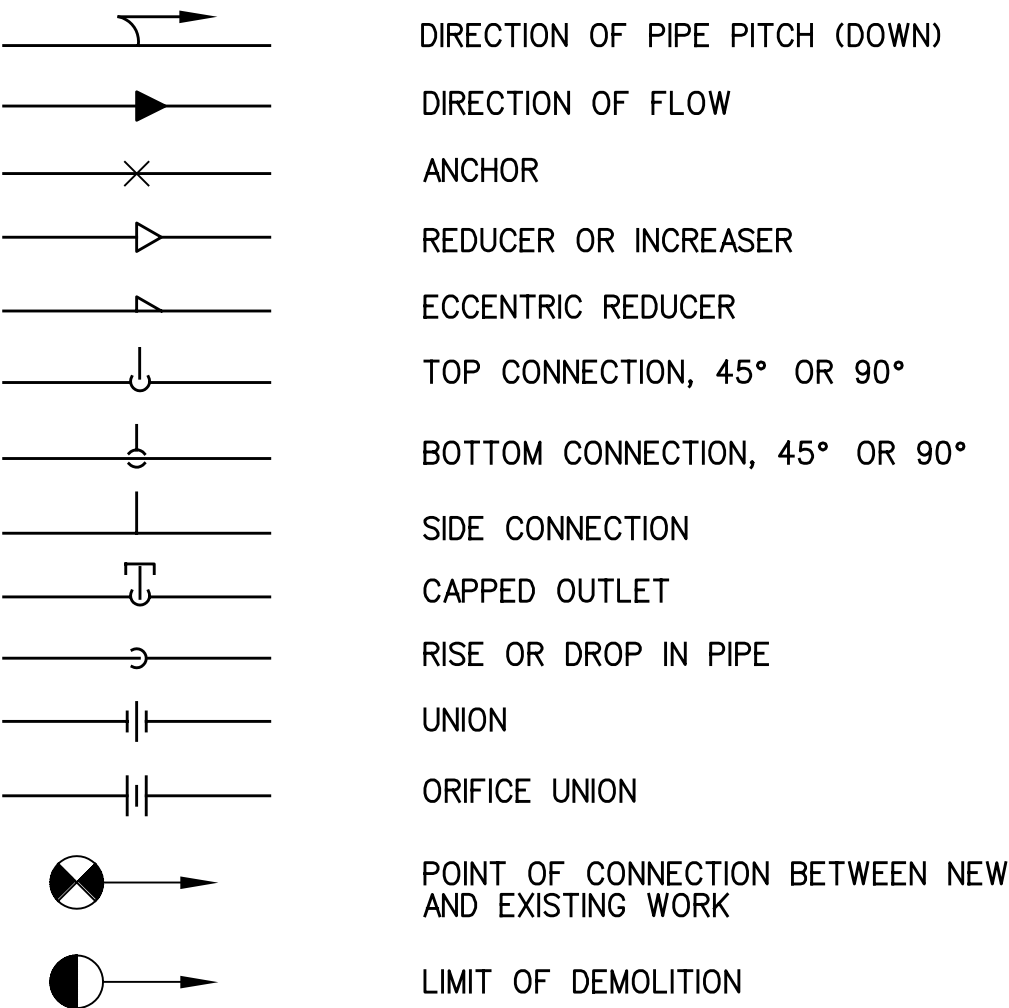 DIRECTION OF PIPE PITCH (DOWN)
DIRECTION OF FLOW
ANCHOR
REDUCER OR INCREASER
ECCENTRIC REDUCER
TOP CONNECTION, 45° OR 90°
BOTTOM CONNECTION, 45° OR 90°
SIDE CONNECTION
CAPPED OUTLET
RISE OR DROP IN PIPE
UNION
ORIFICE UNION
POINT OF CONNECTION BETWEEN NEW
AND EXISTING WORK
LIMIT OF DEMOLITION